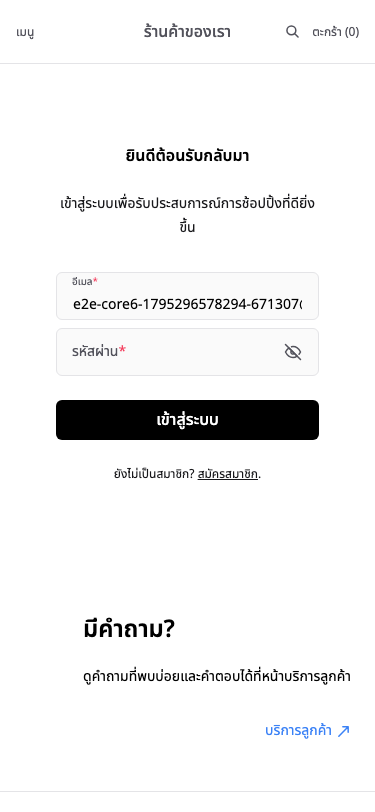 เมนู
ร้านค้าของเรา
ตะกร้า (0)
ยินดีต้อนรับกลับมา
เข้าสู่ระบบเพื่อรับประสบการณ์การช้อปปิ้งที่ดียิ่ง
ขึ้น
อีเมล*
e2e-core6-1795296578294-671307
รหัสผ่าน*
เข้าสู่ระบบ
ยังไม่เป็นสมาชิก? สมัครสมาชิก.
มีคำถาม?
ดูคำถามที่พบบ่อยและคำตอบได้ที่หน้าบริการลูกค้า
บริการลูกค้า